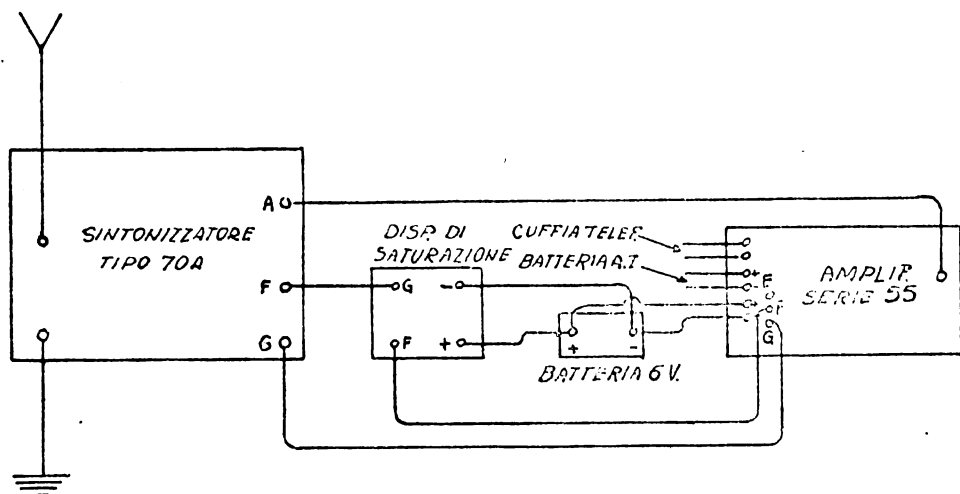 A
SINTONIZZATORE
TIPO 70A
F
G
DISP. DI
SATURAZIONE
G -
F +
CUFFIA TELEF.
BATTERIA A.T.
+ -
BATTERIA 6 V.
+
-
+
E
F
G
AMPLIF.
SERIE 55